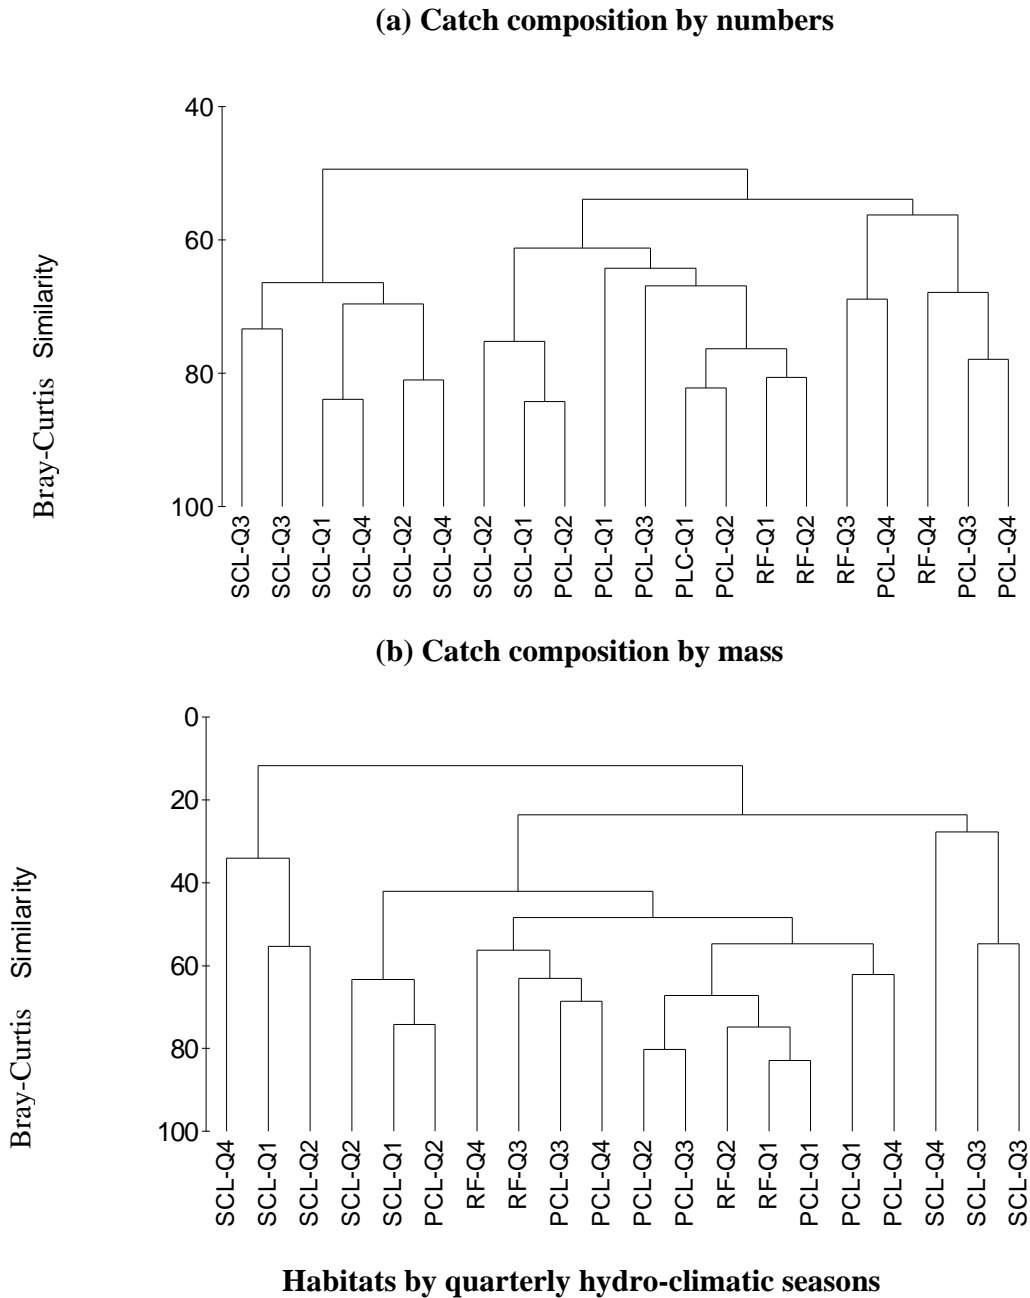 (a) Catch composition by numbers
40
60
80
100
Bray-Curtis Similarity
SCL-Q3
SCL-Q3
SCL-Q1
SCL-Q4
SCL-Q2
SCL-Q4
SCL-Q2
SCL-Q1
PCL-Q2
PCL-Q1
PCL-Q3
PLC-Q1
PCL-Q2
RF-Q1
RF-Q2
RF-Q3
PCL-Q4
RF-Q4
PCL-Q3
PCL-Q4
(b) Catch composition by mass
0
20
40
60
80
100
Bray-Curtis Similarity
SCL-Q4
SCL-Q1
SCL-Q2
SCL-Q2
SCL-Q1
PCL-Q2
RF-Q4
RF-Q3
PCL-Q3
PCL-Q4
PCL-Q2
PCL-Q3
RF-Q2
RF-Q1
PCL-Q1
PCL-Q1
PCL-Q4
SCL-Q4
SCL-Q3
SCL-Q3
Habitats by quarterly hydro-climatic seasons